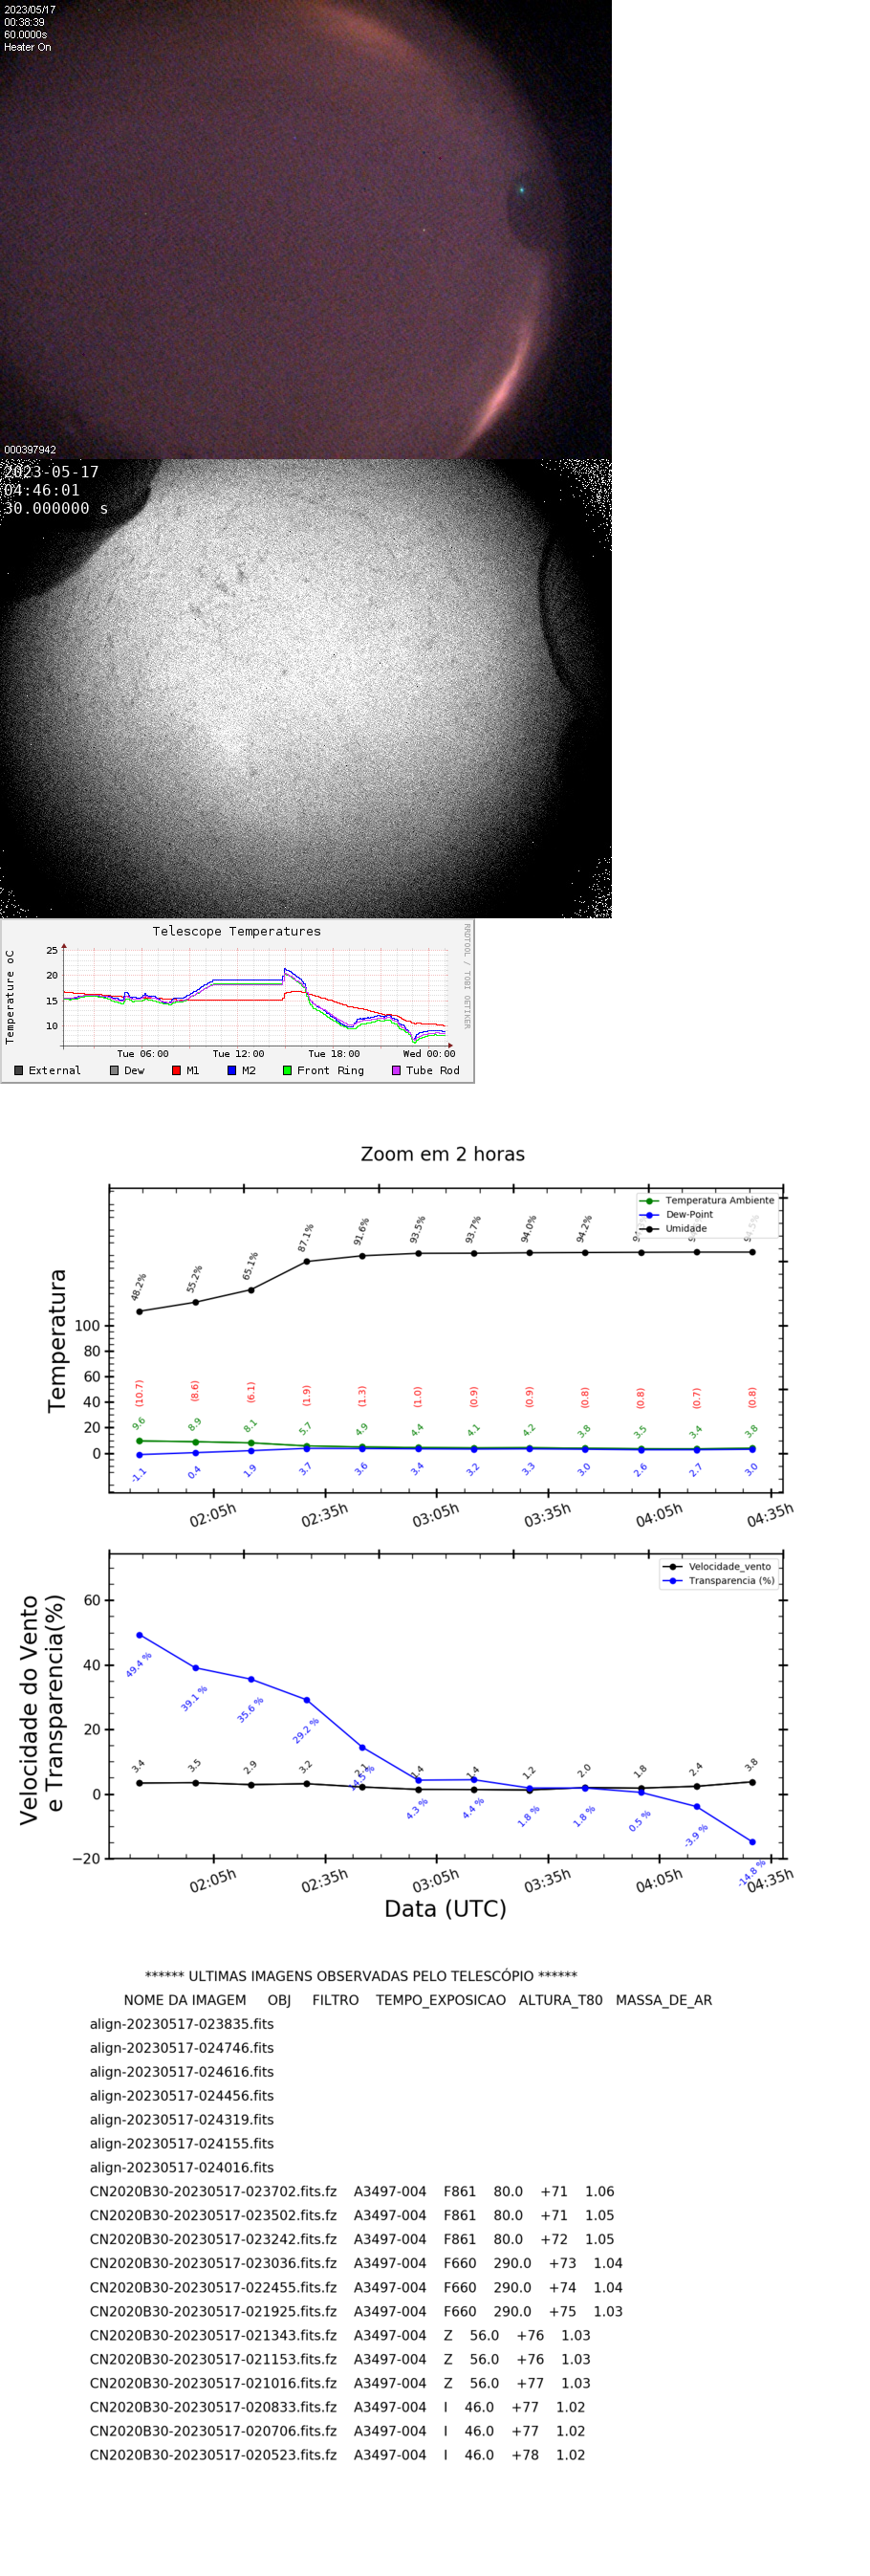 2023/05/17
00:38:39
60.0000s
Heater On
000397942
2023-05-17
04:46:01
30.000000 s
Telescope Temperatures
RRDTOOL / TOBI OETIKER
Temperature oC
25
20
15
10
Tue 06:00 Tue 12:00 Tue 18:00 Wed 00:00
External Dew M1 M2 Front Ring Tube Rod
Zoom em 2 horas
Temperatura Ambiente
Dew-Point
Umidade
48.2% 55.2% 65.1% 87.1% 91.6% 93.5% 93.7% 94.0% 94.2%
Temperatura
100
80
60
40
20
0
(10.7) (8.6) (6.1) (1.9) (1.3) (1.0) (0.9) (0.9) (0.8) (0.8) (0.7) (0.8)
9.6 8.9 8.1 5.7 4.9 4.4 4.1 4.2 3.8 3.5 3.4 3.8
-1.1 0.4 1.9 3.7 3.6 3.4 3.2 3.3 3.0 2.6 2.7 3.0
02:05h 02:35h 03:05h 03:35h 04:05h 04:35h
Velocidade_vento
Transparencia (%)
Velocidade do Vento
e Transparencia(%)
60
40
20
0
−20
49.4 % 39.1 % 35.6 % 29.2 % 14.5 % 4.3 % 4.4 % 1.8 % 1.8 % 0.5 % -3.9 % -14.8 %
3.4 3.5 2.9 3.2 1.4 1.4 1.2 2.0 1.8 2.4 3.8
02:05h 02:35h 03:05h 03:35h 04:05h 04:35h
Data (UTC)
****** ULTIMAS IMAGENS OBSERVADAS PELO TELESCÓPIO ******
NOME DA IMAGEM OBJ FILTRO TEMPO_EXPOSICAO ALTURA_T80 MASSA_DE_AR
align-20230517-023835.fits
align-20230517-024746.fits
align-20230517-024616.fits
align-20230517-024456.fits
align-20230517-024319.fits
align-20230517-024155.fits
align-20230517-024016.fits
CN2020B30-20230517-023702.fits.fz A3497-004 F861 80.0 +71 1.06
CN2020B30-20230517-023502.fits.fz A3497-004 F861 80.0 +71 1.05
CN2020B30-20230517-023242.fits.fz A3497-004 F861 80.0 +72 1.05
CN2020B30-20230517-023036.fits.fz A3497-004 F660 290.0 +73 1.04
CN2020B30-20230517-022455.fits.fz A3497-004 F660 290.0 +74 1.04
CN2020B30-20230517-021925.fits.fz A3497-004 F660 290.0 +75 1.03
CN2020B30-20230517-021343.fits.fz A3497-004 Z 56.0 +76 1.03
CN2020B30-20230517-021153.fits.fz A3497-004 Z 56.0 +76 1.03
CN2020B30-20230517-021016.fits.fz A3497-004 Z 56.0 +77 1.03
CN2020B30-20230517-020833.fits.fz A3497-004 I 46.0 +77 1.02
CN2020B30-20230517-020706.fits.fz A3497-004 I 46.0 +77 1.02
CN2020B30-20230517-020523.fits.fz A3497-004 I 46.0 +78 1.02